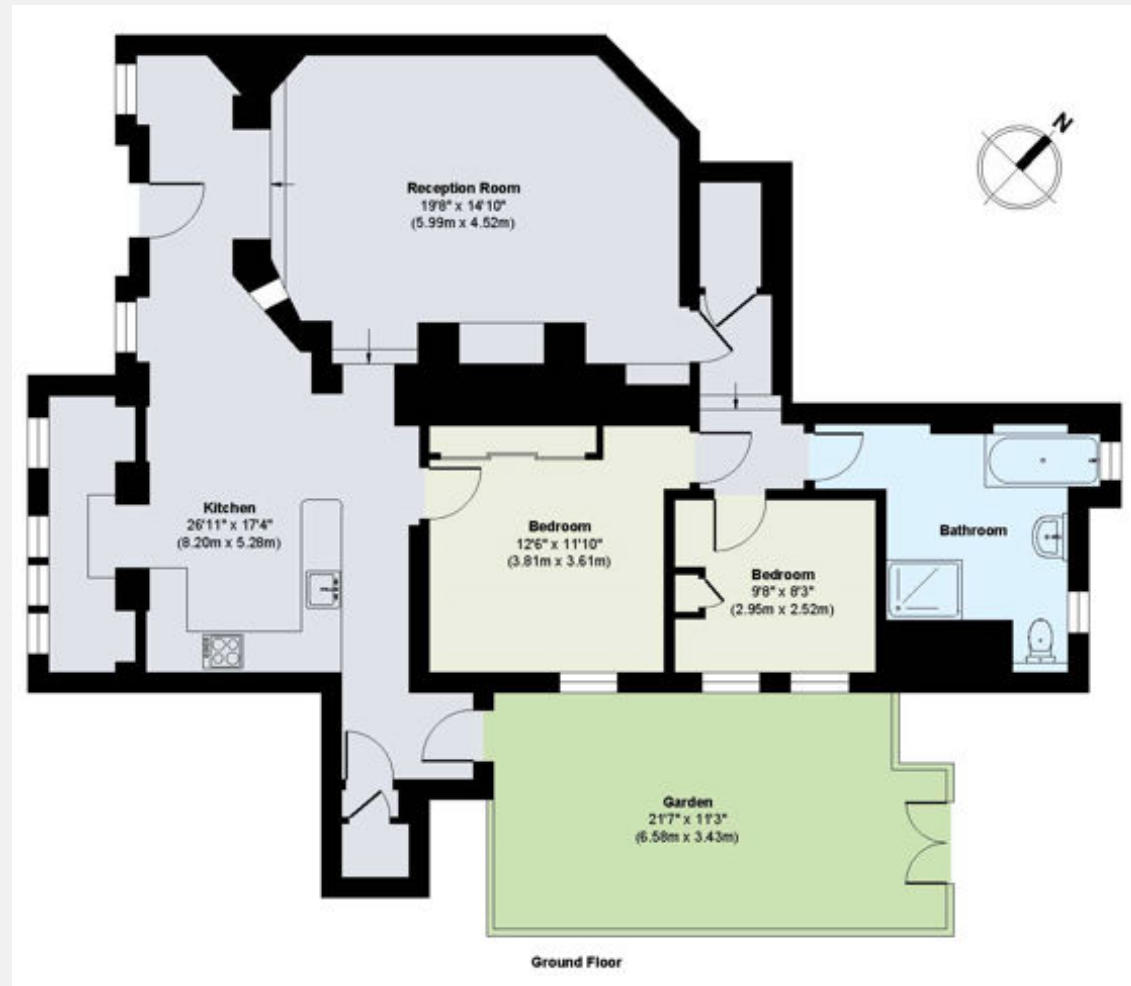 N
Reception Room
19'8" x 14'10"
(5.99m x 4.52m)
Kitchen
26'11" x 17'4"
(8.20m x 5.28m)
Bedroom
12'6" x 11'10"
(3.81m x 3.61m)
Bathroom
Bedroom
9'8" x 8'3"
(2.95m x 2.52m)
Garden
21'7" x 11'3"
(6.58m x 3.43m)
Ground Floor